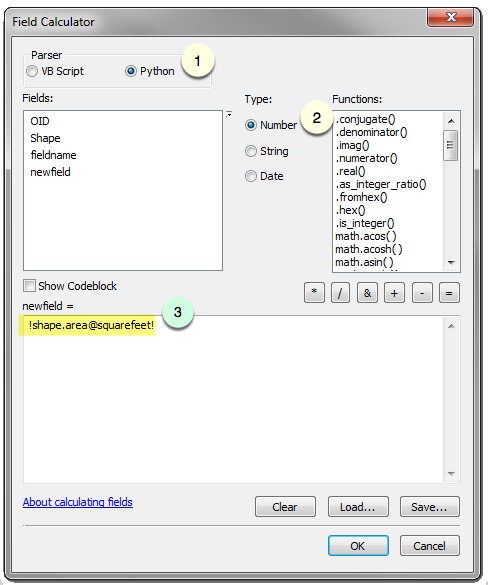 Field Calculator
Parser
VB Script
Python
1
Fields:
Type:
Functions:
OID
Shape
fieldname
newfield
Number
String
Date
2
.conjugate()
.denominator()
.imag()
.numerator()
.real()
.as_integer_ratio()
.fromhex()
.hex()
.is_integer()
math.acos( )
math.acosh( )
math.asin( )
Show Codeblock
* / & + - =
newfield =
3
!shape.area@squarefeet!
About calculating fields
Clear
Load...
Save...
OK
Cancel